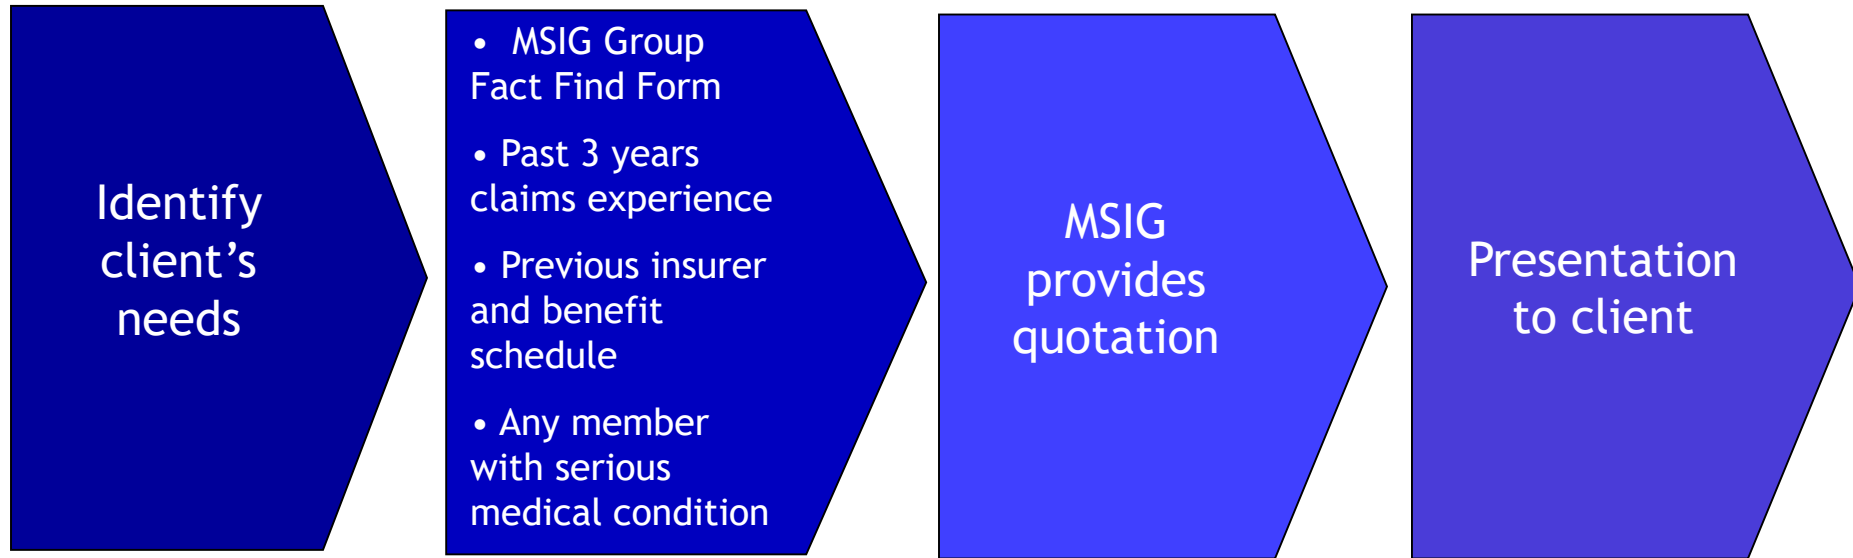 Identify
client’s
needs
• MSIG Group
Fact Find Form
• Past 3 years
claims experience
• Previous insurer
and benefit
schedule
• Any member
with serious
medical condition
MSIG
provides
quotation
Presentation
to client